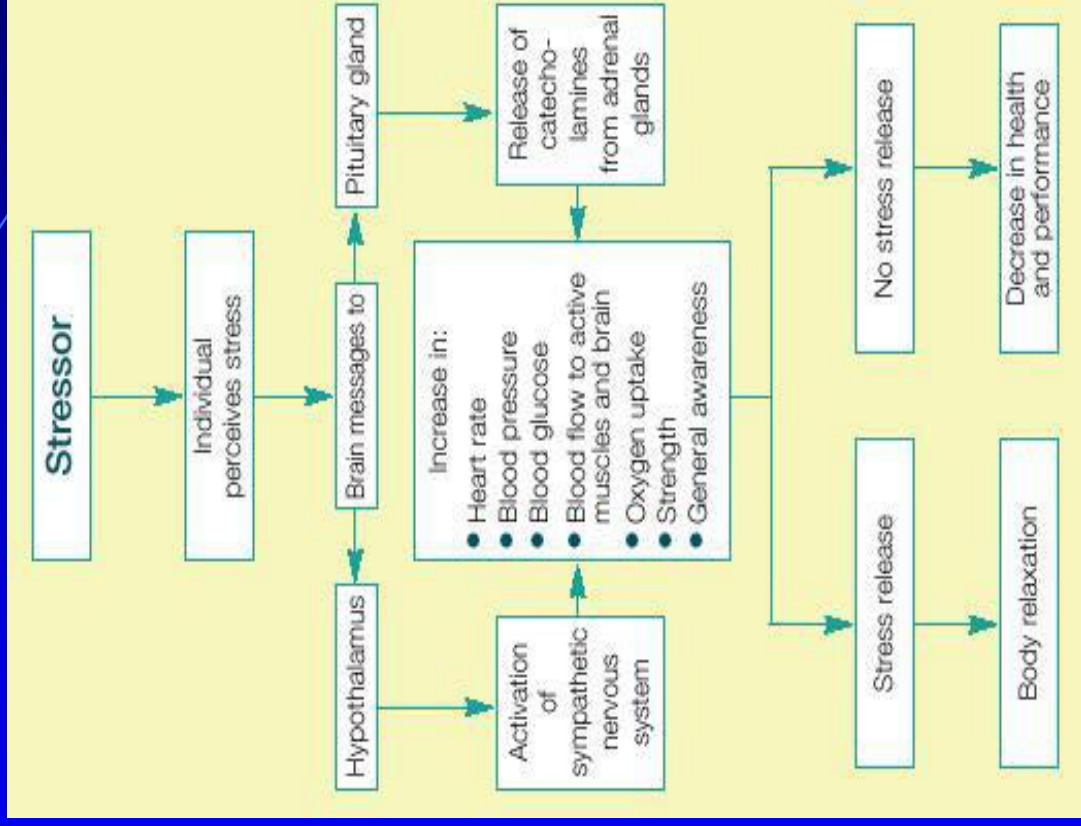 Stressor
Individual
perceives stress
Brain messages to
Hypothalamus
Pituitary gland
Activation
of
sympathetic
nervous
system
Increase in:
● Heart rate
● Blood pressure
● Blood glucose
● Blood flow to active
muscles and brain
● Oxygen uptake
● Strength
● General awareness
Release of
catecho-
lamines
from adrenal
glands
Stress release
No stress release
Body relaxation
Decrease in health
and performance